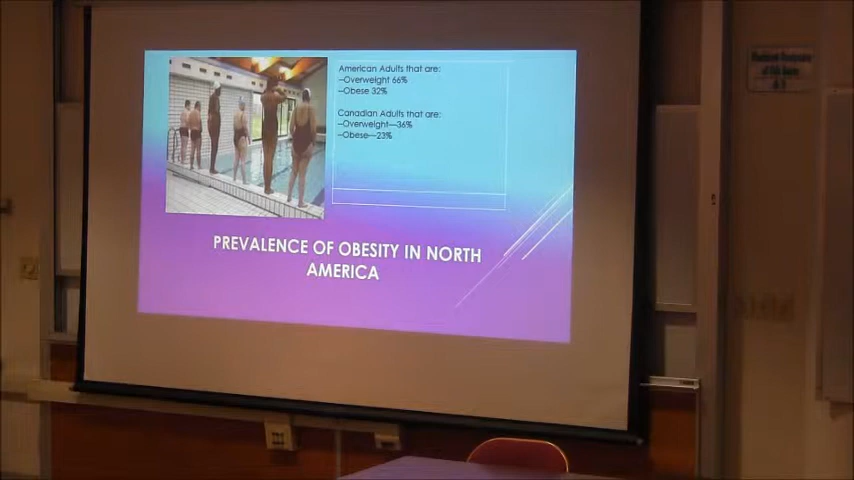 American Adults that are:
–Overweight 66%
–Obese 32%
Canadian Adults that are:
–Overweight—36%
–Obese—23%
PREVALENCE OF OBESITY IN NORTH
AMERICA